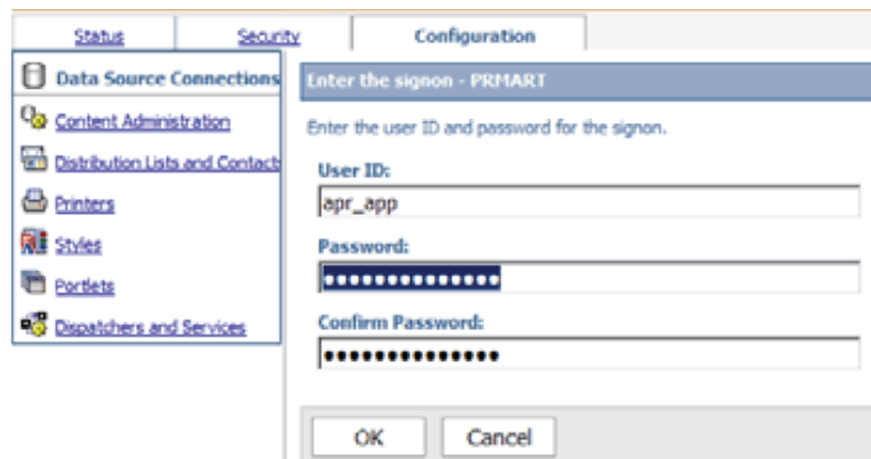 Status Security Configuration
Data Source Connections
Content Administration
Distribution Lists and Contacts
Printers
Styles
Portlets
Dispatchers and Services
Enter the signon - PRMART
Enter the user ID and password for the signon.
User ID:
apr_app
Password:
●●●●●●●●●●●●●●
Confirm Password:
●●●●●●●●●●●●●●
OK Cancel